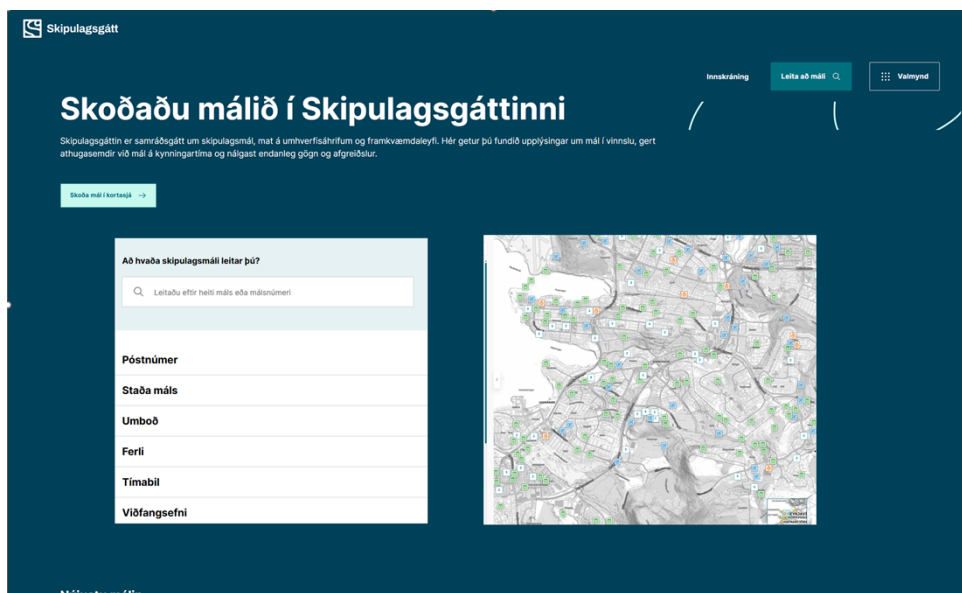 Skipulagsgátt
Innskráning
Leita að máli
Valmynd
Skoðaðu málið í Skipulagsgáttinni
Skipulagsgáttin er samráðsgátt um skipulagsmál, mat á umhverfisáhrifum og framkvæmdaleyfi. Hér getur þú fundið upplýsingar um mál í vinnslu, gert
athugasemdir við mál á kynningartíma og nálgast endanleg gögn og afgreiðslur.
Skoða mál í kortasjá
Að hvaða skipulagsmáli leitar þú?
Leitaðu eftir heiti máls eða málsnúmeri
Póstnúmer
Staða máls
Umboð
Ferli
Tímabil
Viðfangsefni